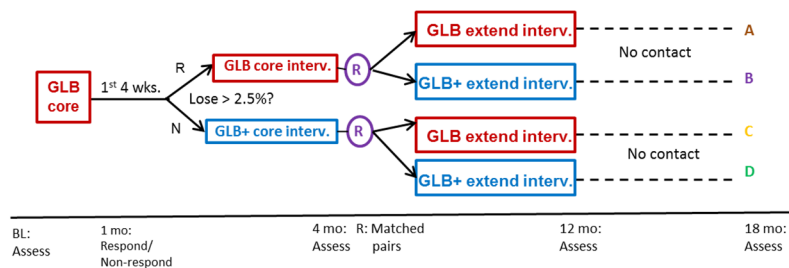 GLB extend interv.
A
No contact
GLB core interv.
R
R
GLB+ extend interv.
B
1st 4 wks.
GLB
core
Lose > 2.5%?
N
GLB+ core interv.
R
GLB extend interv.
C
No contact
GLB+ extend interv.
D
BL:
Assess
1 mo:
Respond/
Non-respond
4 mo:
Assess
R: Matched
pairs
12 mo:
Assess
18 mo:
Assess